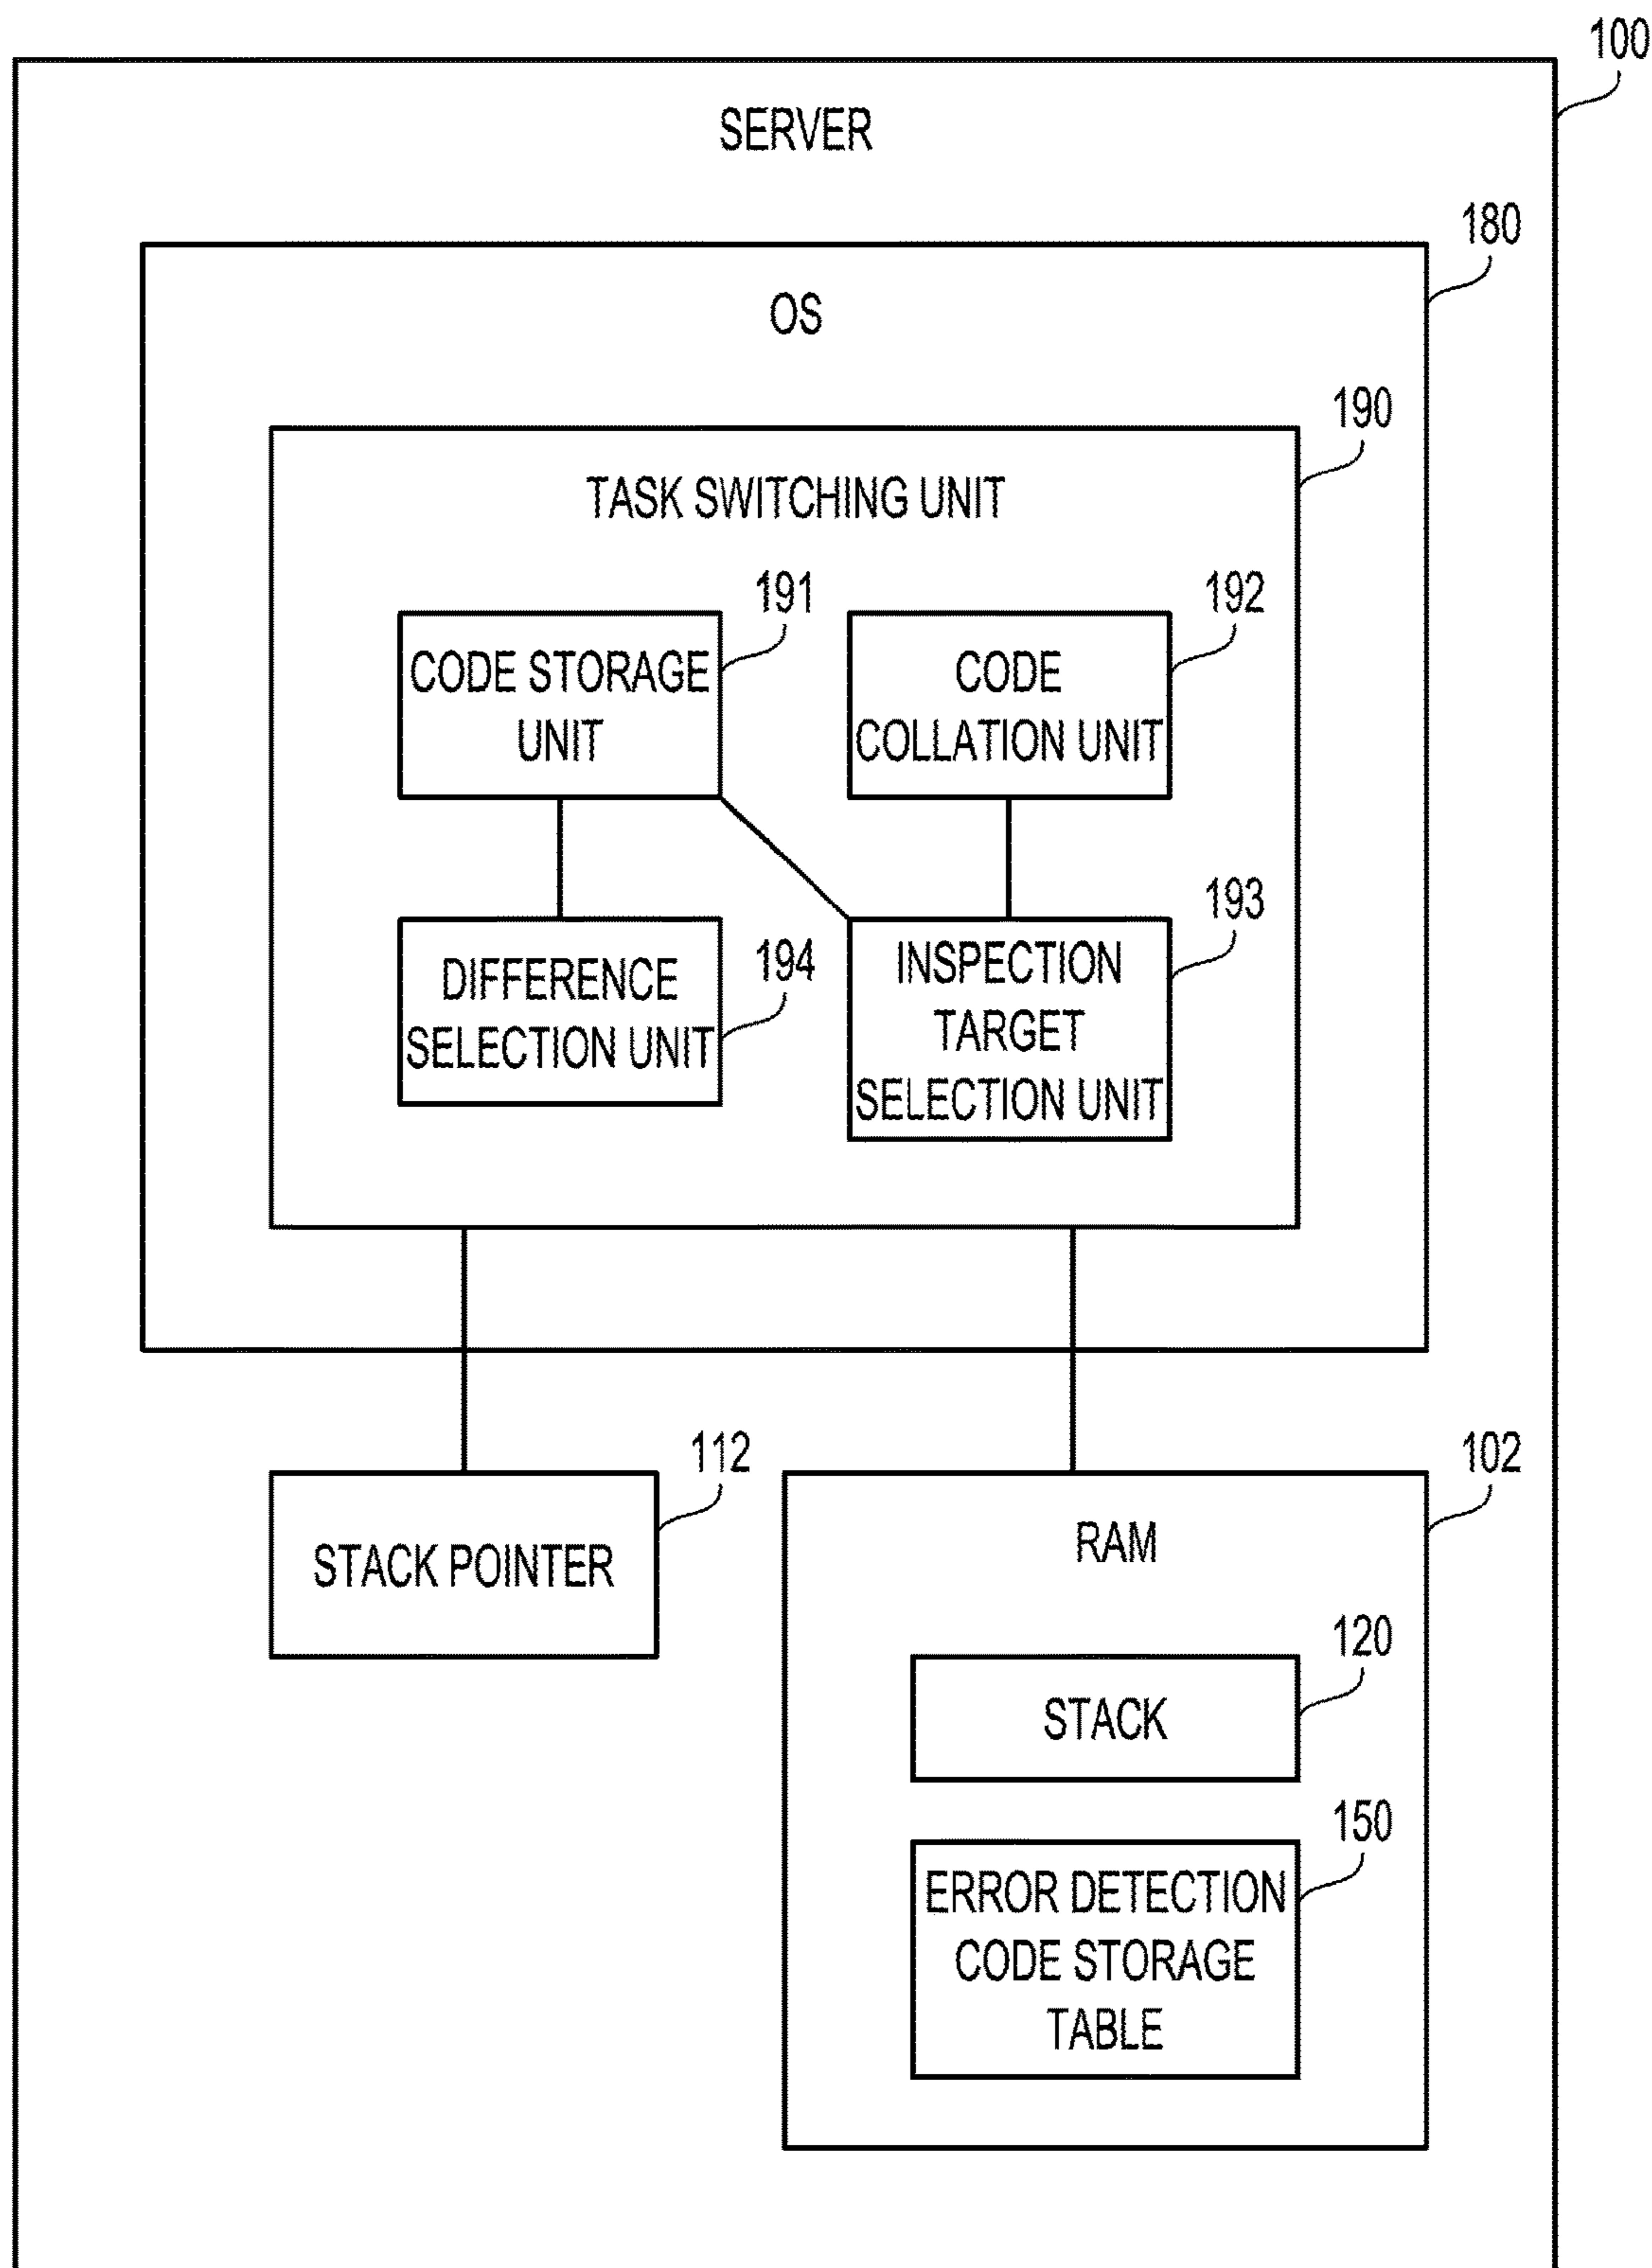 100
SERVER
180
OS
190
TASK SWITCHING UNIT
191
CODE STORAGE
UNIT
192
CODE
COLLATION UNIT
194
DIFFERENCE
SELECTION UNIT
193
INSPECTION
TARGET
SELECTION UNIT
112
STACK POINTER
102
RAM
120
STACK
150
ERROR DETECTION
CODE STORAGE
TABLE